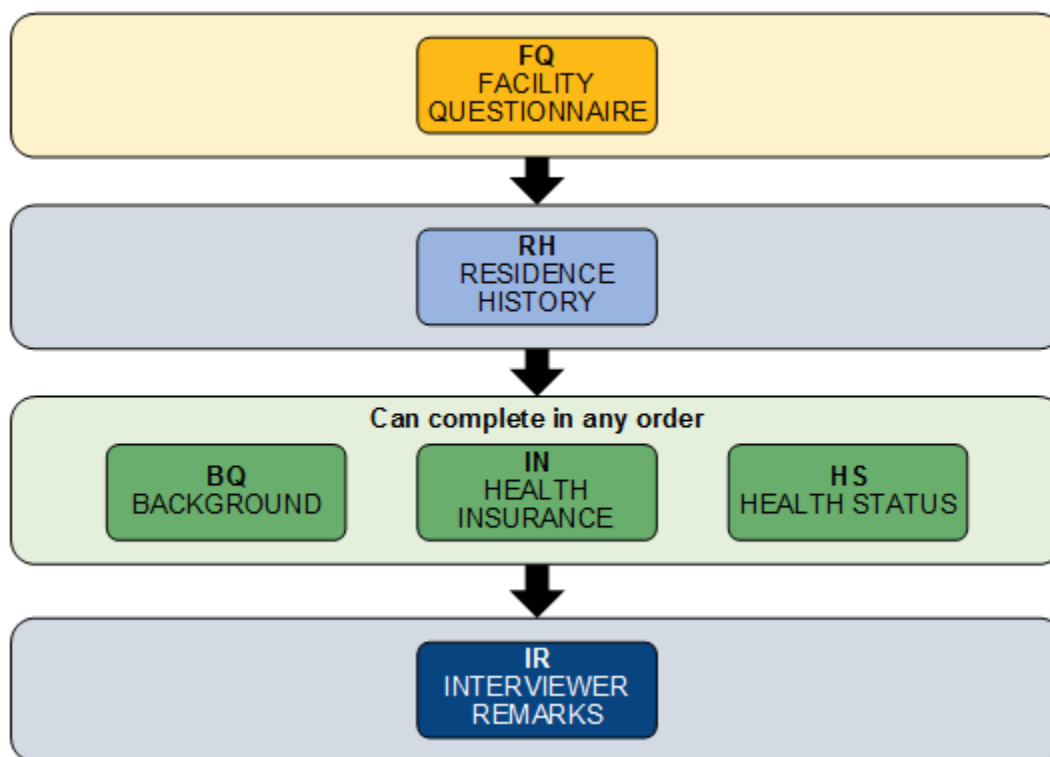 FQ
FACILITY
QUESTIONNAIRE
RH
RESIDENCE
HISTORY
Can complete in any order
BQ
BACKGROUND
IN
HEALTH
INSURANCE
HS
HEALTH STATUS
IR
INTERVIEWER
REMARKS